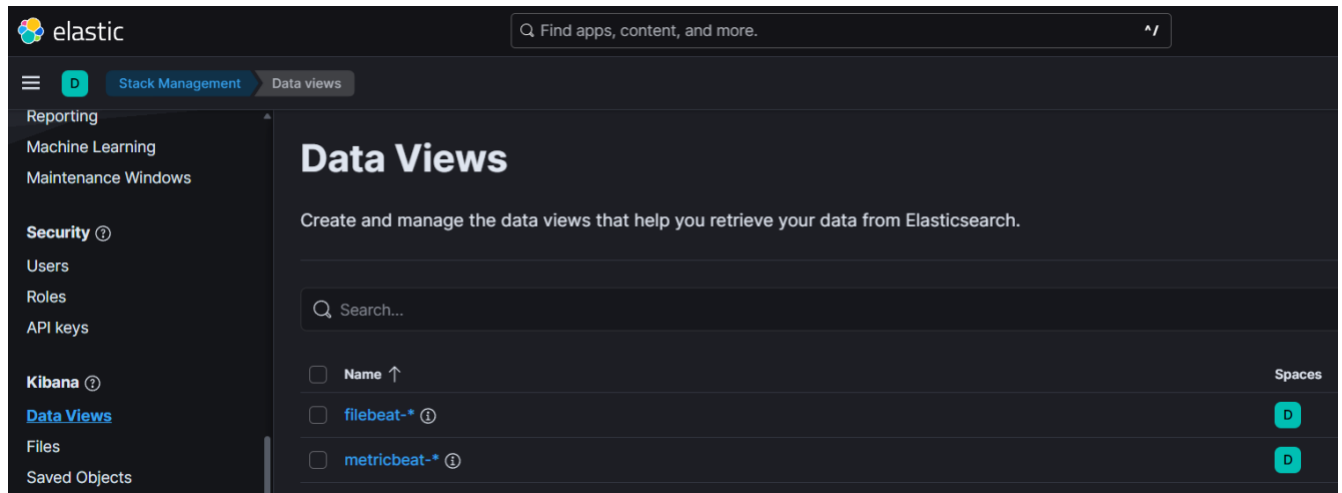 elastic
Find apps, content, and more.
^/
D
Stack Management
Data views
Reporting
Machine Learning
Maintenance Windows
Security
Users
Roles
API keys
Kibana
Data Views
Files
Saved Objects
Data Views
Create and manage the data views that help you retrieve your data from Elasticsearch.
Search...
Name ↑ Spaces
filebeat-* D
metricbeat-* D